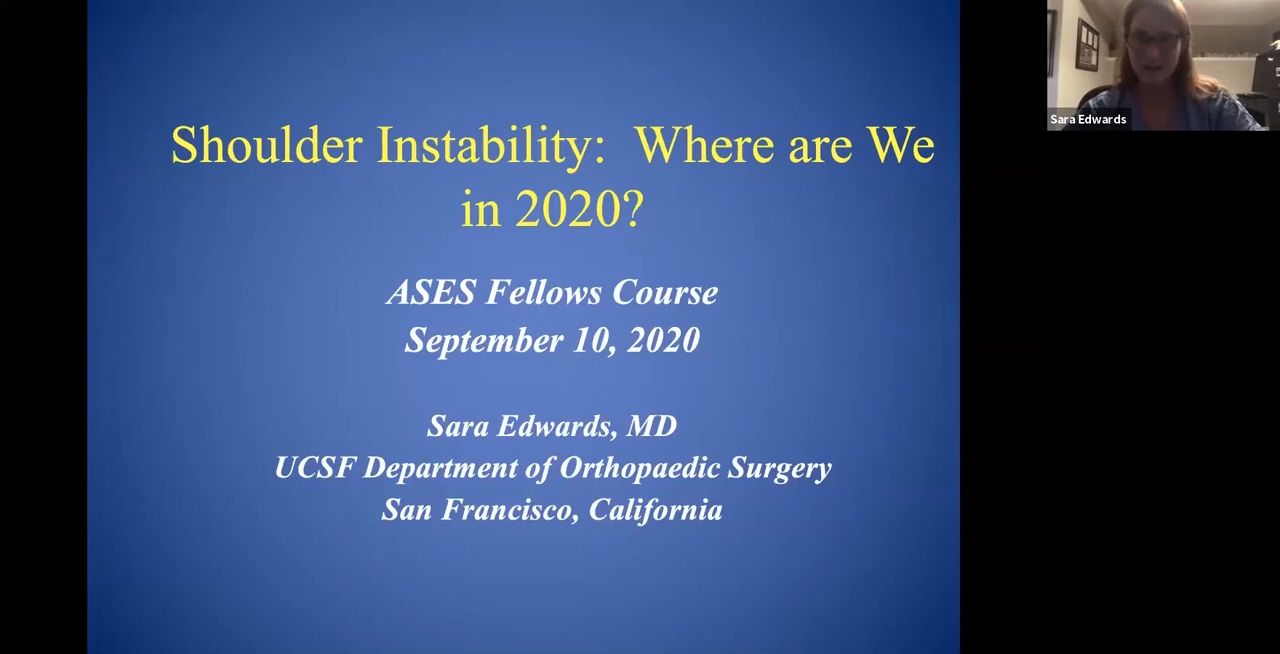 Shoulder Instability:  Where are We
in 2020?
ASES Fellows Course
September 10, 2020
Sara Edwards, MD
UCSF Department of Orthopaedic Surgery
San Francisco, California
Sara Edwards